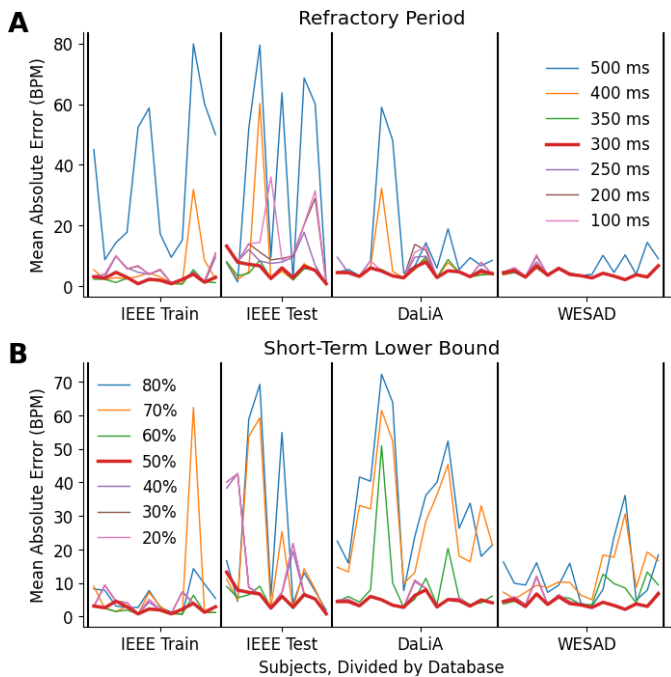 A
Refractory Period
Mean Absolute Error (BPM)
80
60
40
20
0
500 ms
400 ms
350 ms
300 ms
250 ms
200 ms
100 ms
IEEE Train
IEEE Test
DaLiA
WESAD
B
Short-Term Lower Bound
Mean Absolute Error (BPM)
70
60
50
40
30
20
10
0
80%
70%
60%
50%
40%
30%
20%
IEEE Train
IEEE Test
DaLiA
WESAD
Subjects, Divided by Database